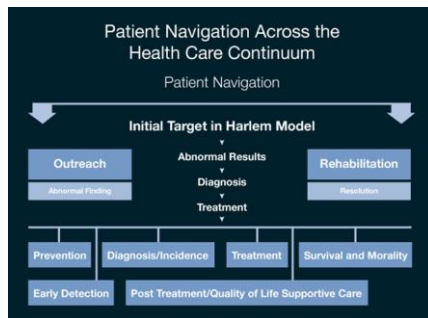 Patient Navigation Across the
Health Care Continuum
Patient Navigation
Initial Target in Harlem Model
Outreach
Abnormal Finding
Abnormal Results
Diagnosis
Treatment
Rehabilitation
Resolution
Prevention
Diagnosis/Incidence
Treatment
Survival and Morality
Early Detection
Post Treatment/Quality of Life Supportive Care